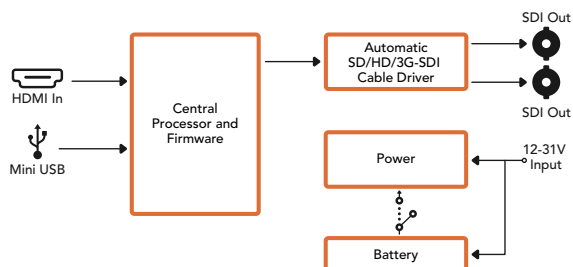 SDI Out
Automatic
SD/HD/3G-SDI
Cable Driver
HDMI In
Central
Processor and
Firmware
SDI Out
Mini USB
Power
12-31V
Input
Battery